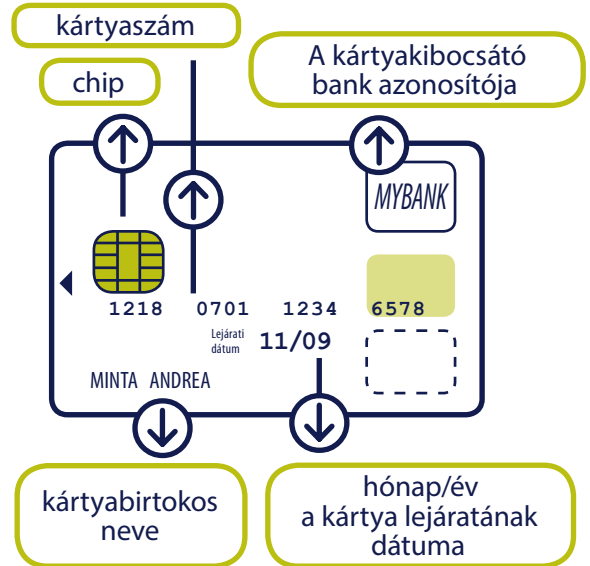 kártyaszám
chip
A kártyakibocsátó
bank azonosítója
MYBANK
1218 0701 1234 6578
Lejárati
dátum
11/09
MINTA ANDREA
kártyabirtokos
neve
hónap/év
a kártya lejáratának
dátuma